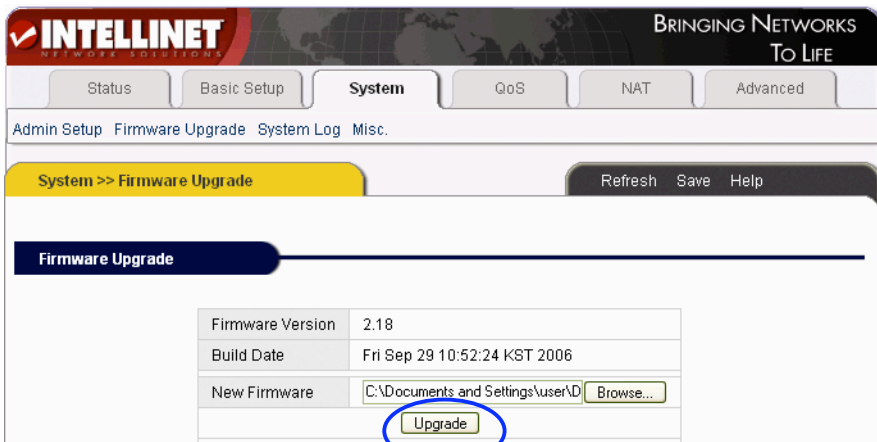 INTELLINET
NETWORK SOLUTIONS
BRINGING NETWORKS
TO LIFE
Status Basic Setup System QoS NAT Advanced
Admin Setup Firmware Upgrade System Log Misc.
System >> Firmware Upgrade
Refresh Save Help
Firmware Upgrade
Firmware Version 2.18
Build Date Fri Sep 29 10:52:24 KST 2006
New Firmware C:\Documents and Settings\user\D Browse...
Upgrade